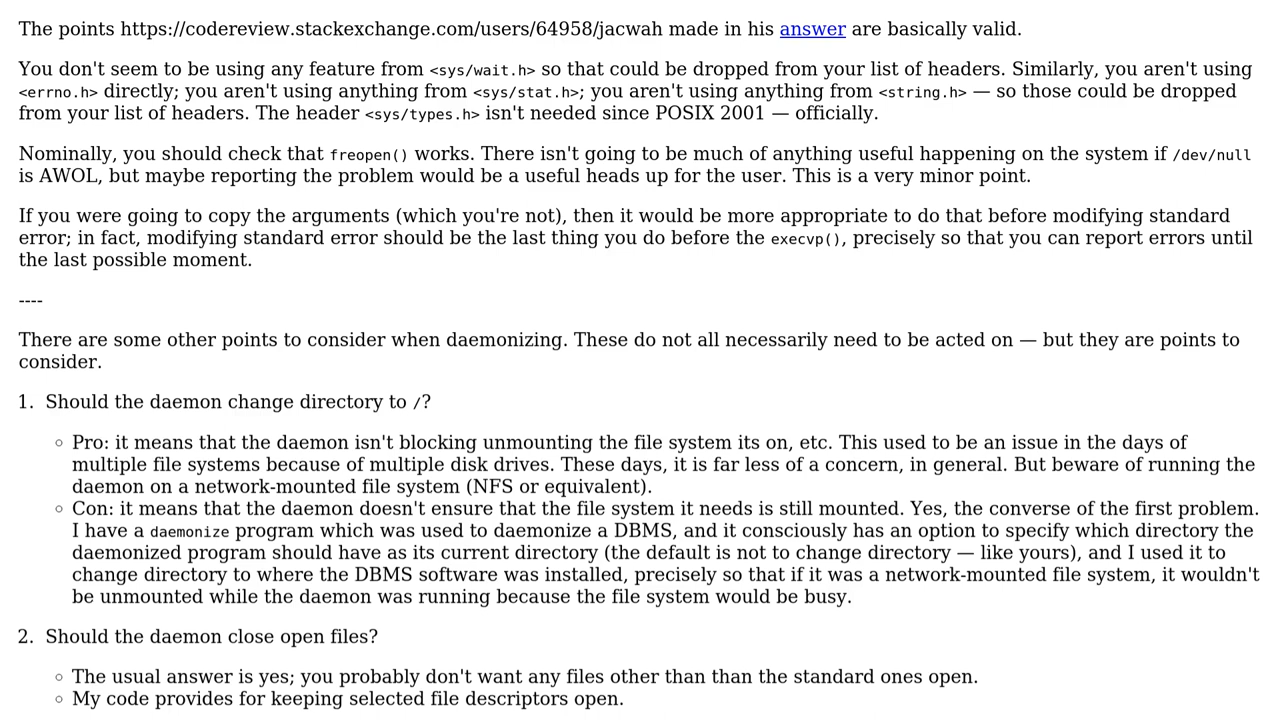 The points https://codereview.stackexchange.com/users/64958/jacwah made in his answer are basically valid.
You don't seem to be using any feature from <sys/wait.h> so that could be dropped from your list of headers. Similarly, you aren't using
<errno.h> directly; you aren't using anything from <sys/stat.h>; you aren't using anything from <string.h> — so those could be dropped
from your list of headers. The header <sys/types.h> isn't needed since POSIX 2001 — officially.
Nominally, you should check that freopen() works. There isn't going to be much of anything useful happening on the system if /dev/null
is AWOL, but maybe reporting the problem would be a useful heads up for the user. This is a very minor point.
If you were going to copy the arguments (which you're not), then it would be more appropriate to do that before modifying standard
error; in fact, modifying standard error should be the last thing you do before the execvp(), precisely so that you can report errors until
the last possible moment.
----
There are some other points to consider when daemonizing. These do not all necessarily need to be acted on — but they are points to
consider.
1. Should the daemon change directory to /?
◦ Pro: it means that the daemon isn't blocking unmounting the file system its on, etc. This used to be an issue in the days of
multiple file systems because of multiple disk drives. These days, it is far less of a concern, in general. But beware of running the
daemon on a network-mounted file system (NFS or equivalent).
◦ Con: it means that the daemon doesn't ensure that the file system it needs is still mounted. Yes, the converse of the first problem.
I have a daemonize program which was used to daemonize a DBMS, and it consciously has an option to specify which directory the
daemonized program should have as its current directory (the default is not to change directory — like yours), and I used it to
change directory to where the DBMS software was installed, precisely so that if it was a network-mounted file system, it wouldn't
be unmounted while the daemon was running because the file system would be busy.
2. Should the daemon close open files?
◦ The usual answer is yes; you probably don't want any files other than than the standard ones open.
◦ My code provides for keeping selected file descriptors open.